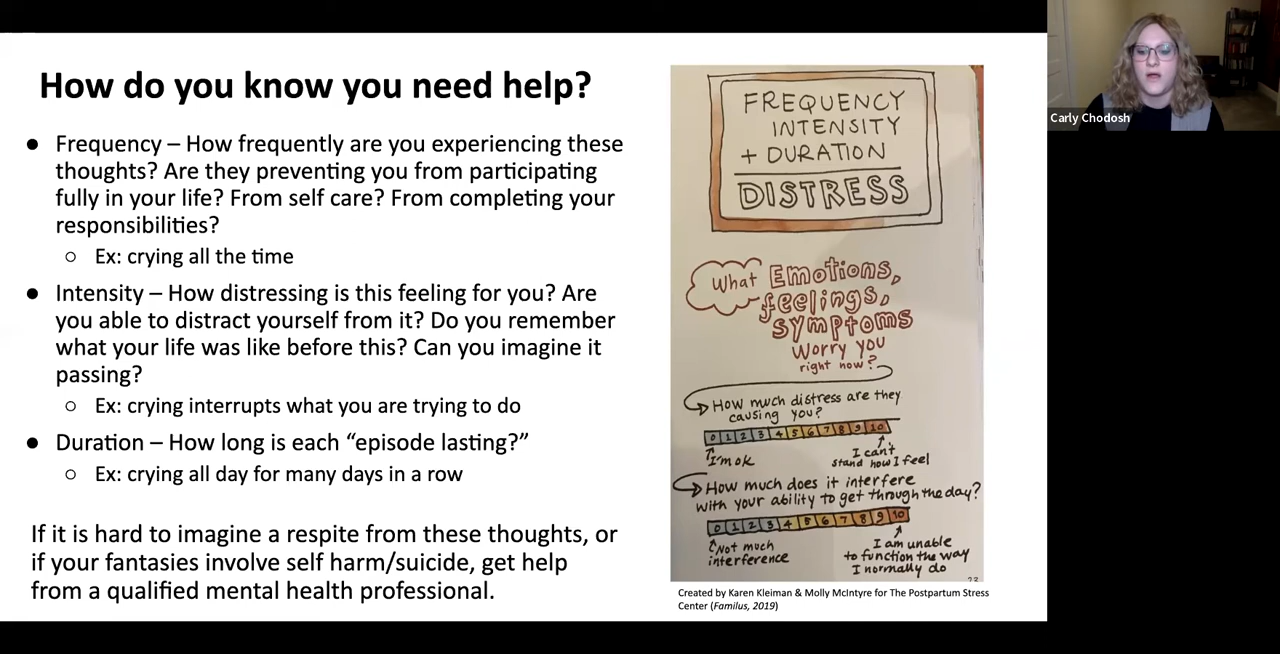 How do you know you need help?
● Frequency – How frequently are you experiencing these
thoughts? Are they preventing you from participating
fully in your life? From self care? From completing your
responsibilities?
○ Ex: crying all the time
● Intensity – How distressing is this feeling for you? Are
you able to distract yourself from it? Do you remember
what your life was like before this? Can you imagine it
passing?
○ Ex: crying interrupts what you are trying to do
● Duration – How long is each “episode lasting?”
○ Ex: crying all day for many days in a row
If it is hard to imagine a respite from these thoughts, or
if your fantasies involve self harm/suicide, get help
from a qualified mental health professional.
FREQUENCY
INTENSITY
+ DURATION
DISTRESS
What Emotions,
feelings,
symptoms
Worry you
right now?
How much distress are they
causing you?
0 1 2 3 4 5 6 7 8 9 10
I'm ok
I can't
stand how I feel
How much does it interfere
with your ability to get through the day?
0 1 2 3 4 5 6 7 8 9 10
Not much
interference
I am unable
to function the way
I normally do
23
Created by Karen Kleiman & Molly McIntyre for The Postpartum Stress
Center (Familus, 2019)
Carly Chodosh